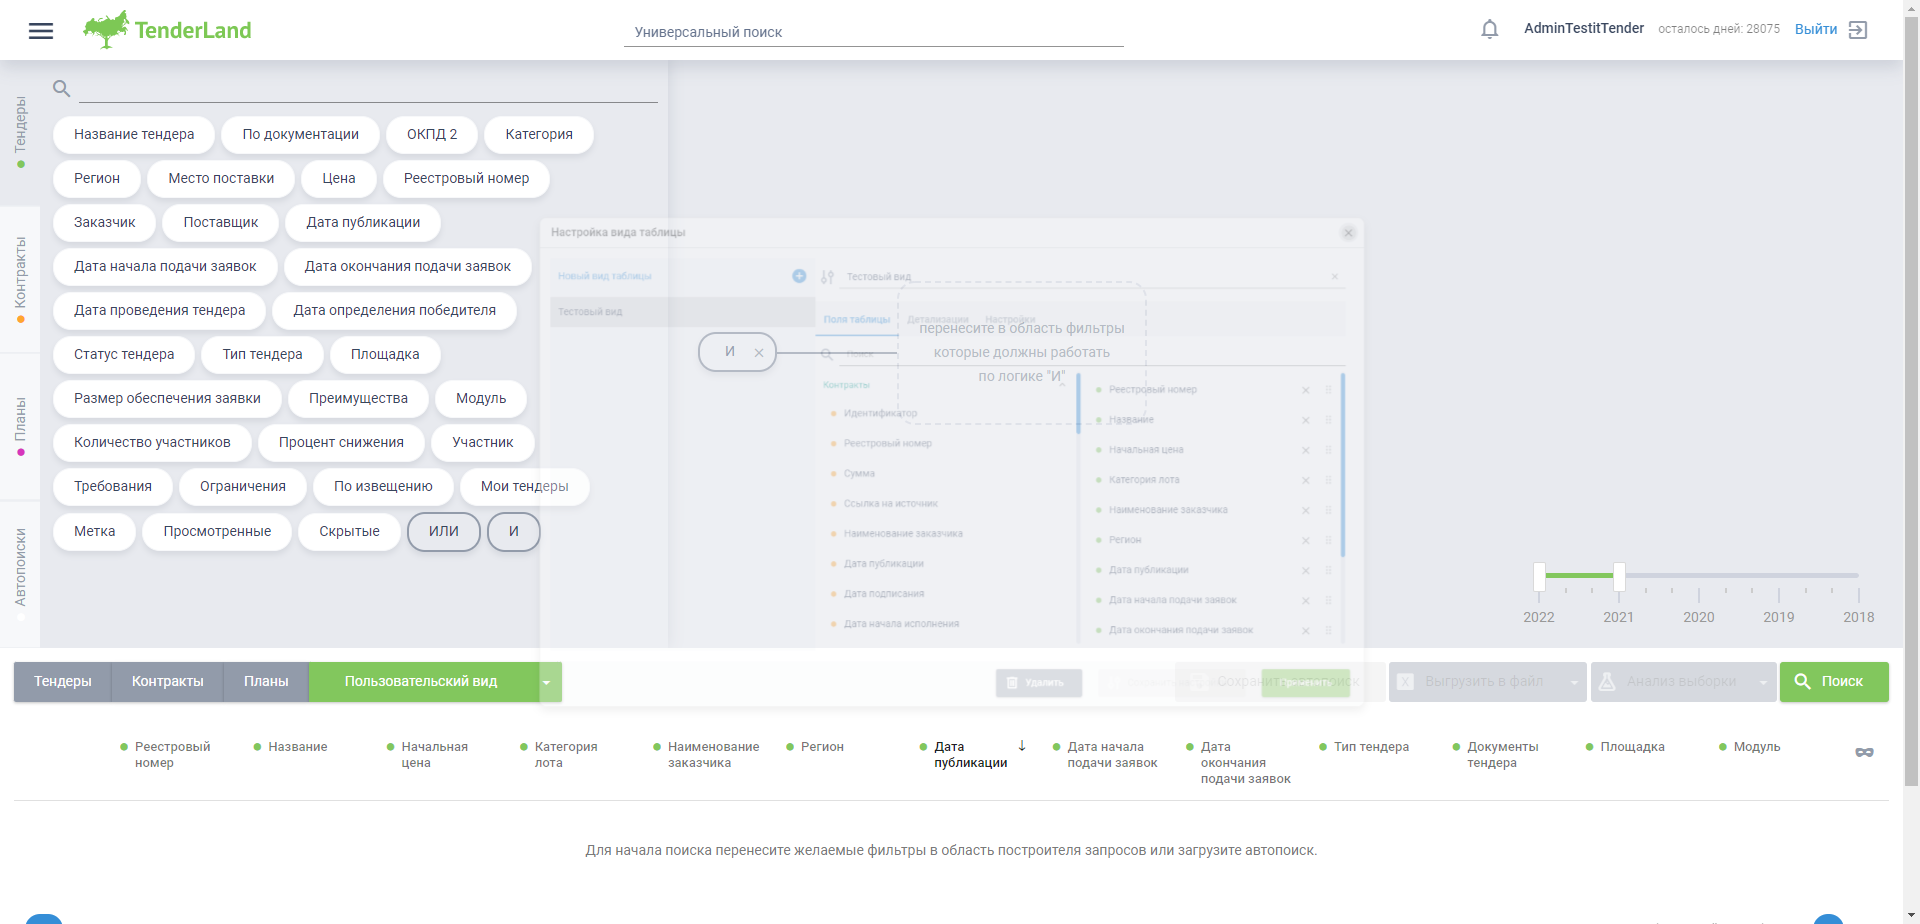 TenderLand
Универсальный поиск
AdminTestitTender
осталось дней: 28075
Выйти
Тендеры
Контракты
Планы
Автопоиски
Название тендера
По документации
ОКПД 2
Категория
Регион
Место поставки
Цена
Реестровый номер
Заказчик
Поставщик
Дата публикации
Дата начала подачи заявок
Дата окончания подачи заявок
Дата проведения тендера
Дата определения победителя
Статус тендера
Тип тендера
Площадка
Размер обеспечения заявки
Преимущества
Модуль
Количество участников
Процент снижения
Участник
Требования
Ограничения
По извещению
Мои тендеры
Метка
Просмотренные
Скрытые
ИЛИ
И
И
перенесите в область фильтры
которые должны работать
по логике "И"
Настройка вида таблицы
Новый вид таблицы
Тестовый вид
Тестовый вид
Поля таблицы
Детализация
Настройки
Поиск
Контракты
Идентификатор
Реестровый номер
Сумма
Ссылка на источник
Наименование заказчика
Дата публикации
Дата подписания
Дата начала исполнения
Реестровый номер
Название
Начальная цена
Категория лота
Наименование заказчика
Регион
Дата публикации
Дата начала подачи заявок
Дата окончания подачи заявок
Удалить
Применить
2022
2021
2020
2019
2018
Тендеры
Контракты
Планы
Пользовательский вид
Сохранить автопоиск
Выгрузить в файл
Анализ выборки
Поиск
Реестровый
номер
Название
Начальная
цена
Категория
лота
Наименование
заказчика
Регион
Дата
публикации
Дата начала
подачи заявок
Дата
окончания
подачи заявок
Тип тендера
Документы
тендера
Площадка
Модуль
Для начала поиска перенесите желаемые фильтры в область построителя запросов или загрузите автопоиск.